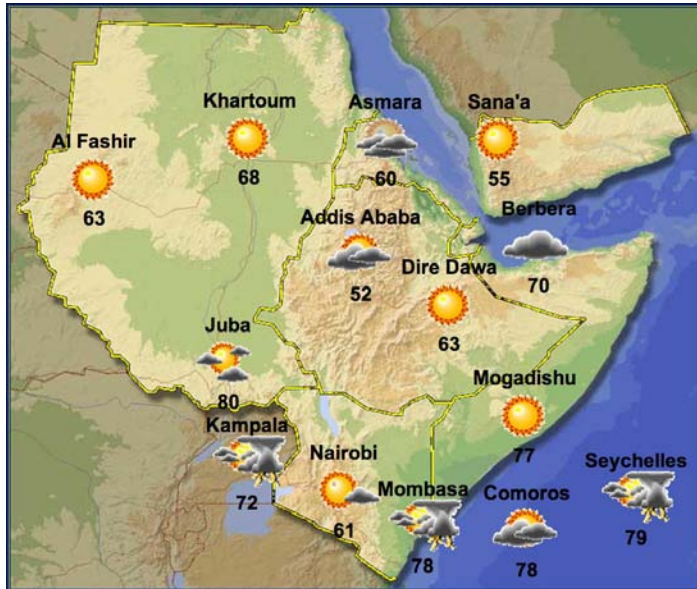 Khartoum
68
Asmara
60
Sana'a
55
Al Fashir
63
Addis Ababa
52
Berbera
70
Dire Dawa
63
Juba
80
Mogadishu
77
Kampala
72
Nairobi
61
Mombasa
78
Comoros
78
Seychelles
79